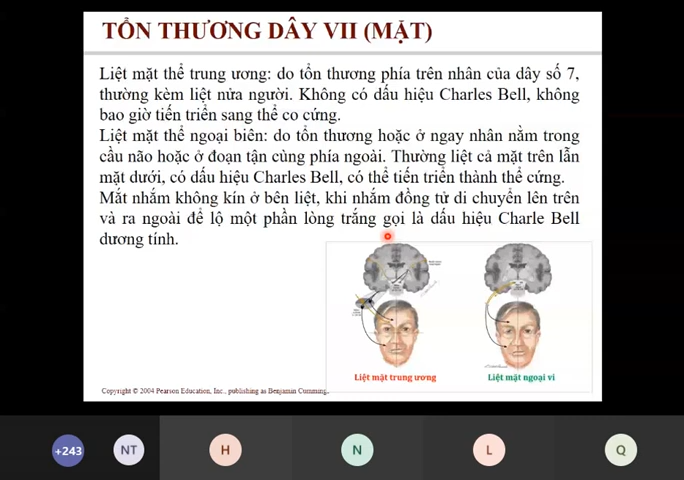 TỔN THƯƠNG DÂY VII (MẶT)
Liệt mặt thể trung ương: do tổn thương phía trên nhân của dây số 7,
thường kèm liệt nửa người. Không có dấu hiệu Charles Bell, không
bao giờ tiến triển sang thể co cứng.
Liệt mặt thể ngoại biên: do tổn thương hoặc ở ngay nhân nằm trong
cầu não hoặc ở đoạn tận cùng phía ngoài. Thường liệt cả mặt trên lẫn
mặt dưới, có dấu hiệu Charles Bell, có thể tiến triển thành thể cứng.
Mắt nhắm không kín ở bên liệt, khi nhắm đồng tử di chuyển lên trên
và ra ngoài để lộ một phần lòng trắng gọi là dấu hiệu Charle Bell
dương tính.
Liệt mặt trung ương
Liệt mặt ngoại vi
Copyright © 2004 Pearson Education, Inc., publishing as Benjamin Cumming,
+243
NT
H
N
L
Q